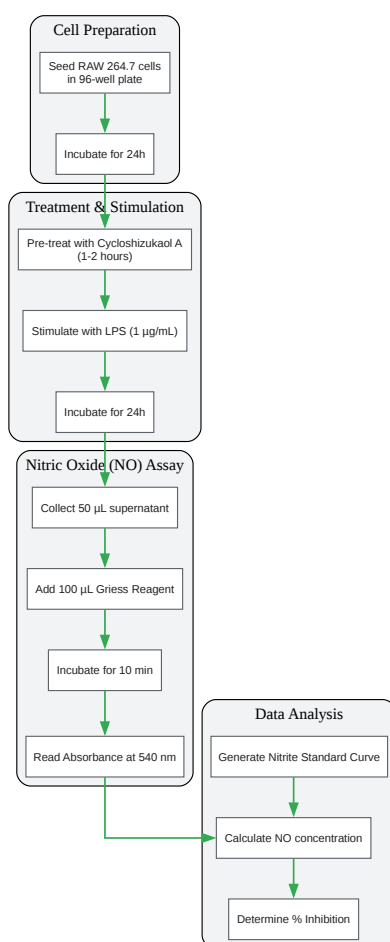 Cell Preparation
Seed RAW 264.7 cells
in 96-well plate
Incubate for 24h
Treatment & Stimulation
Pre-treat with Cycloshizukaol A
(1-2 hours)
Stimulate with LPS (1 µg/mL)
Incubate for 24h
Nitric Oxide (NO) Assay
Collect 50 µL supernatant
Add 100 µL Griess Reagent
Incubate for 10 min
Read Absorbance at 540 nm
Data Analysis
Generate Nitrite Standard Curve
Calculate NO concentration
Determine % Inhibition